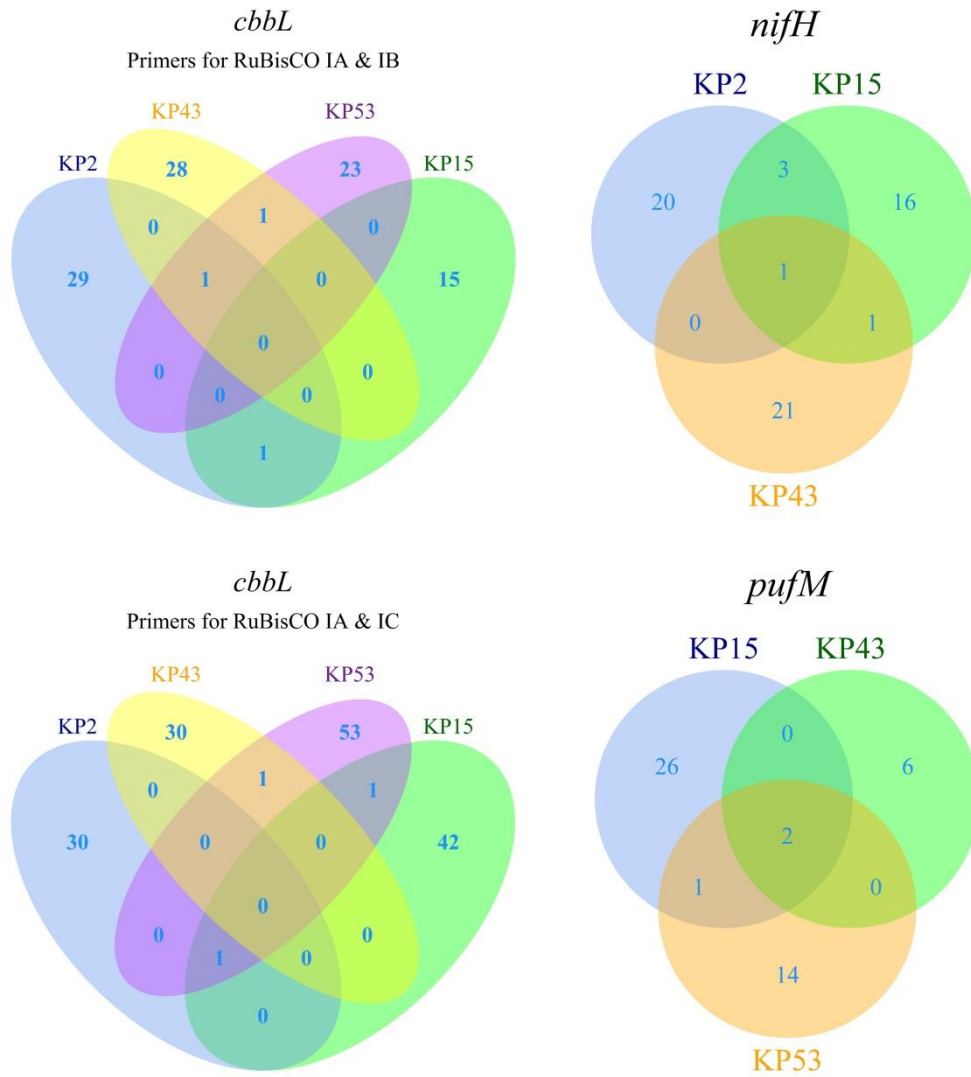 cbbL
Primers for RuBisCO IA & IB
KP43
KP53
KP2
KP15
28
23
0
1
0
29
1
0
15
0
0
0
0
0
1
nifH
KP2
KP15
3
20
16
1
0
1
21
KP43
cbbL
Primers for RuBisCO IA & IC
KP43
KP53
KP2
KP15
30
53
0
1
1
30
0
0
42
0
0
0
1
0
0
pufM
KP15
KP43
0
26
6
2
1
0
14
KP53